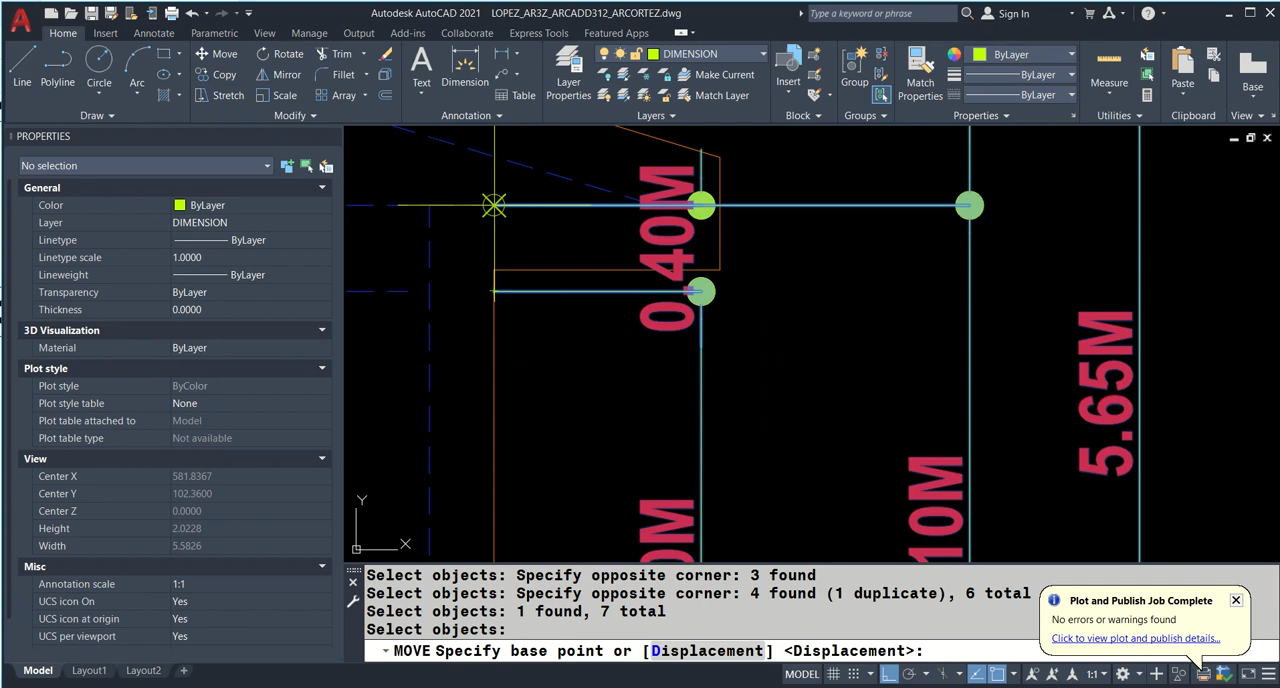 Autodesk AutoCAD 2021 LOPEZ_AR3Z_ARCADD312_ARCORTEZ.dwg
Type a keyword or phrase
Sign In
Home Insert Annotate Parametric View Manage Output Add-ins Collaborate Express Tools Featured Apps
Line Polyline Circle Arc
Move Rotate Trim
Copy Mirror Fillet
Stretch Scale Array
Text Dimension Table
Layer Properties
DIMENSION
Make Current
Match Layer
Insert
Group
Match Properties
ByLayer
ByLayer
ByLayer
Measure
Paste
Base
Draw Modify Annotation Layers Block Groups Properties Utilities Clipboard View
PROPERTIES
No selection
General
Color ByLayer
Layer DIMENSION
Linetype ByLayer
Linetype scale 1.0000
Lineweight ByLayer
Transparency ByLayer
Thickness 0.0000
3D Visualization
Material ByLayer
Plot style
Plot style ByColor
Plot style table None
Plot table attached to Model
Plot table type Not available
View
Center X 581.8367
Center Y 102.3600
Center Z 0.0000
Height 2.0228
Width 5.5826
Misc
Annotation scale 1:1
UCS icon On Yes
UCS icon at origin Yes
UCS per viewport Yes
0.40M
5.65M
10M
0M
Y
X
Select objects: Specify opposite corner: 3 found
Select objects: Specify opposite corner: 4 found (1 duplicate), 6 total
Select objects: 1 found, 7 total
Select objects:
MOVE Specify base point or [Displacement] <Displacement>:
Plot and Publish Job Complete
No errors or warnings found
Click to view plot and publish details...
Model Layout1 Layout2 +
MODEL 1:1